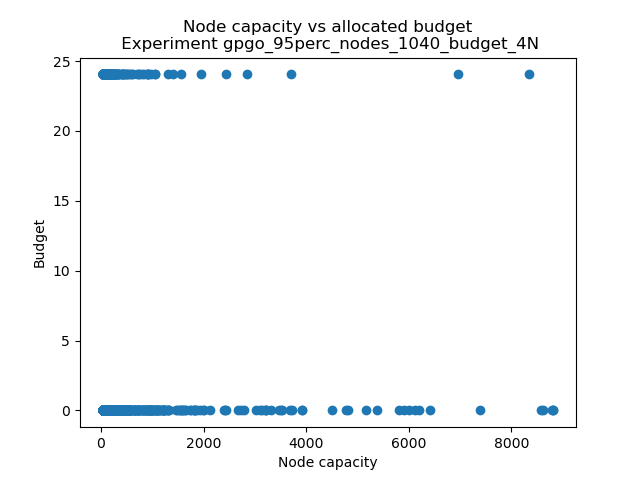 Node capacity vs allocated budget
Experiment gpgo_95perc_nodes_1040_budget_4N
25
20
15
10
5
0
Budget
0 2000 4000 6000 8000
Node capacity